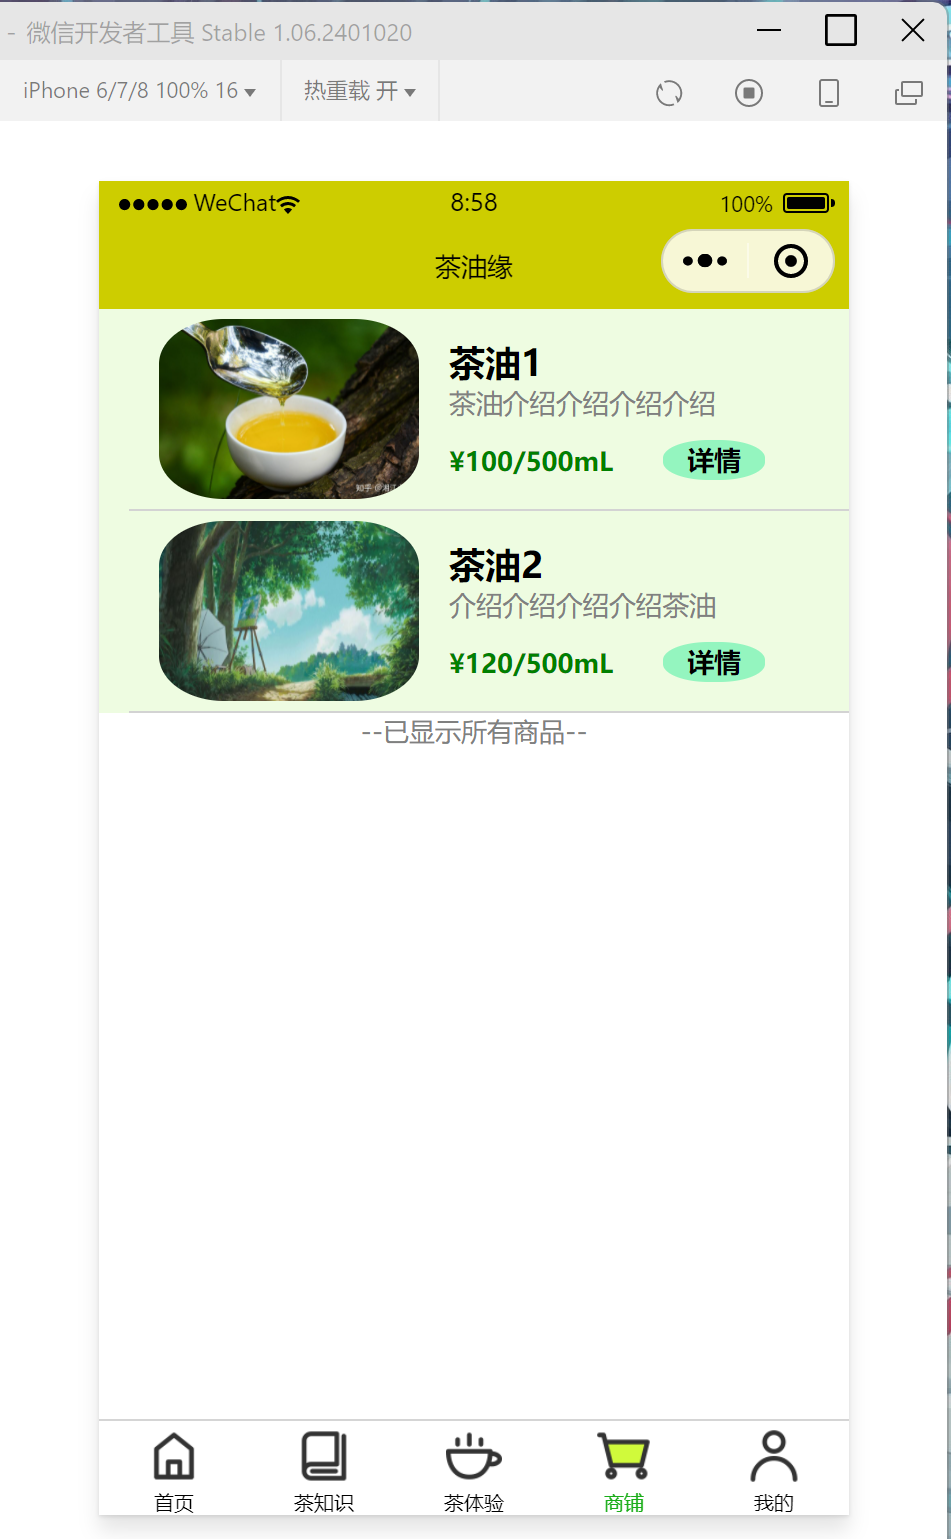 - 微信开发者工具 Stable 1.06.2401020
iPhone 6/7/8 100% 16 热重载 开
WeChat 8:58 100%
茶油缘
茶油1
茶油介绍介绍介绍介绍
¥100/500mL 详情
茶油2
介绍介绍介绍介绍茶油
¥120/500mL 详情
--已显示所有商品--
首页 茶知识 茶体验 商铺 我的